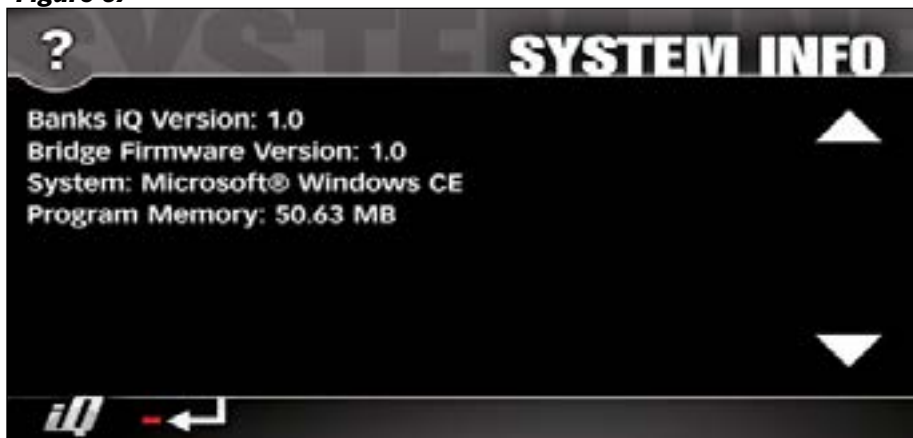 ?
SYSTEM INFO
Banks iQ Version: 1.0
Bridge Firmware Version: 1.0
System: Microsoft® Windows CE
Program Memory: 50.63 MB
iQ